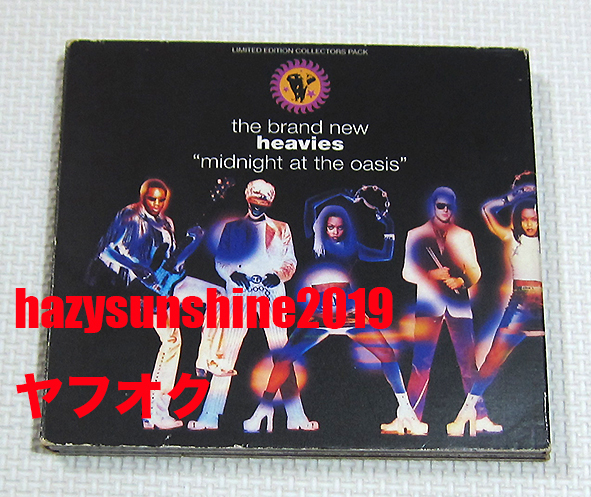 LIMITED EDITION COLLECTORS PACK
the brand new
heavies
“midnight at the oasis”
hazysunshine2019
ヤフオク